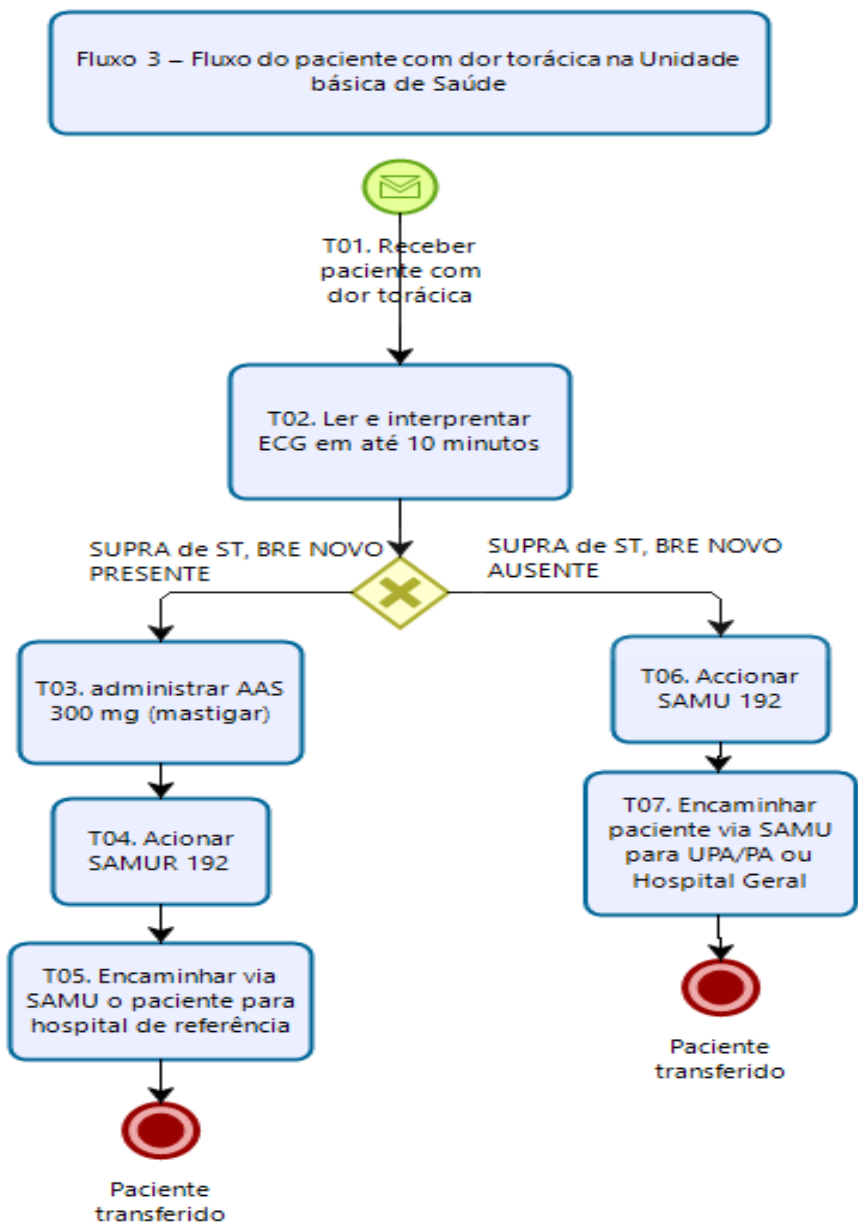 Fluxo 3 – Fluxo do paciente com dor torácica na Unidade
básica de Saúde
T01. Receber
paciente com
dor torácica
T02. Ler e interprentar
ECG em até 10 minutos
SUPRA de ST, BRE NOVO
PRESENTE
SUPRA de ST, BRE NOVO
AUSENTE
T03. administrar AAS
300 mg (mastigar)
T04. Acionar
SAMUR 192
T05. Encaminhar via
SAMU o paciente para
hospital de referência
Paciente
transferido
T06. Accionar
SAMU 192
T07. Encaminhar
paciente via SAMU
para UPA/PA ou
Hospital Geral
Paciente
transferido